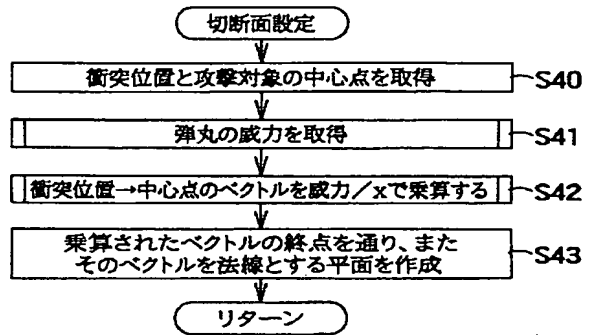 切断面設定
衝突位置と攻撃対象の中心点を取得
S40
弾丸の威力を取得
S41
衝突位置→中心点のベクトルを威力/xで乗算する
S42
乗算されたベクトルの終点を通り、また
そのベクトルを法線とする平面を作成
S43
リターン